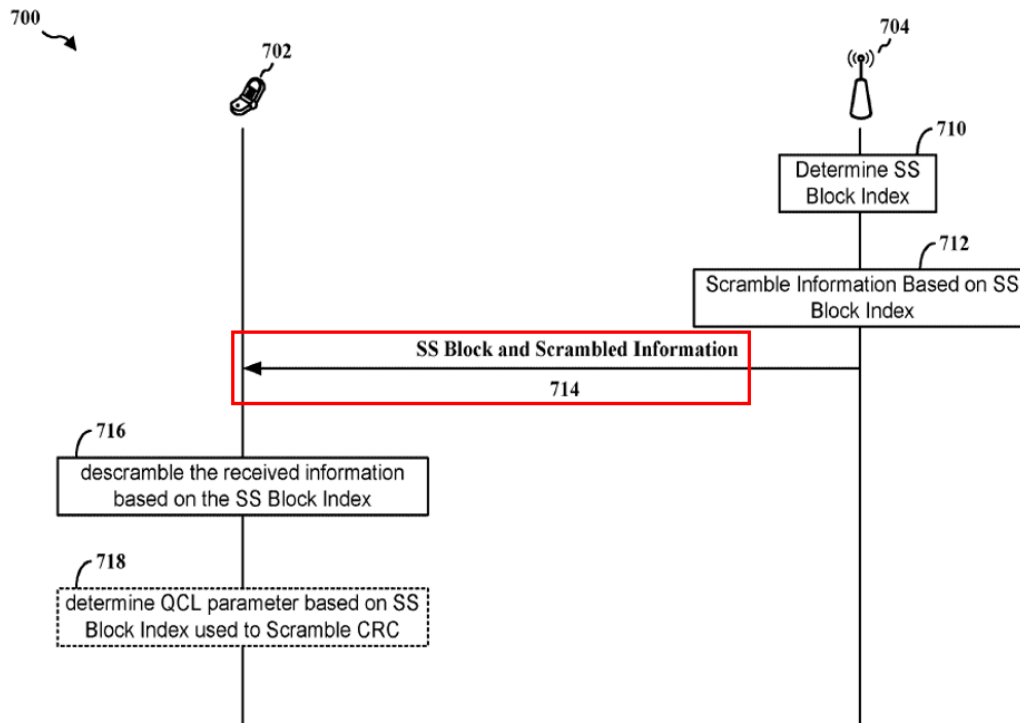 700
702
704
710
Determine SS
Block Index
712
Scramble Information Based on SS
Block Index
SS Block and Scrambled Information
714
716
descramble the received information
based on the SS Block Index
718
determine QCL parameter based on SS
Block Index used to Scramble CRC